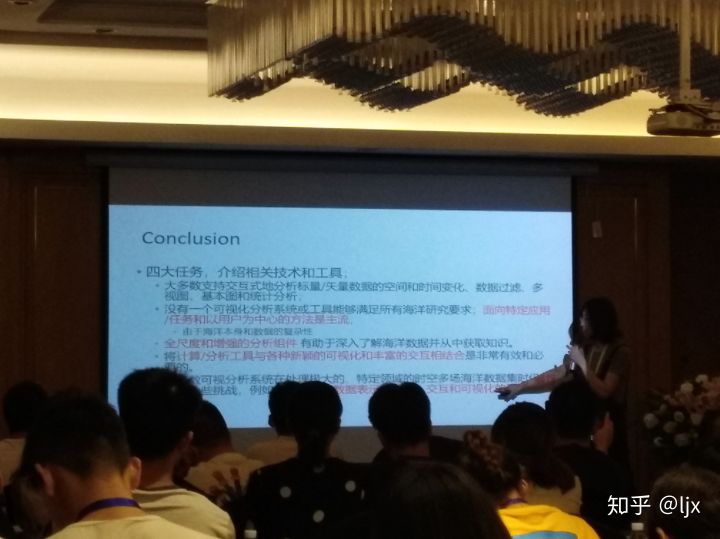 Conclusion
• 四大任务，介绍相关技术和工具；
• 大多数支持交互式地分析标量/矢量数据的空间和时间变化、数据过滤、多
视图、基本图和统计分析。
• 没有一个可视分析系统或工具能够满足所有海洋研究要求，面向特定应用
/任务和以用户为中心的方法是主流。
• 由于海洋本身和数据的复杂性
• 全尺度和增强的分析组件 有助于深入了解海洋数据并从中获取知识。
• 将计算/分析工具与各种新颖的可视化和丰富的交互相结合是非常有效和必
要的。
数可视分析系统在处理极大的、特定领域的时空多场海洋数据集时
些挑战，例如 数据表 交互和可视化
知乎 @ljx